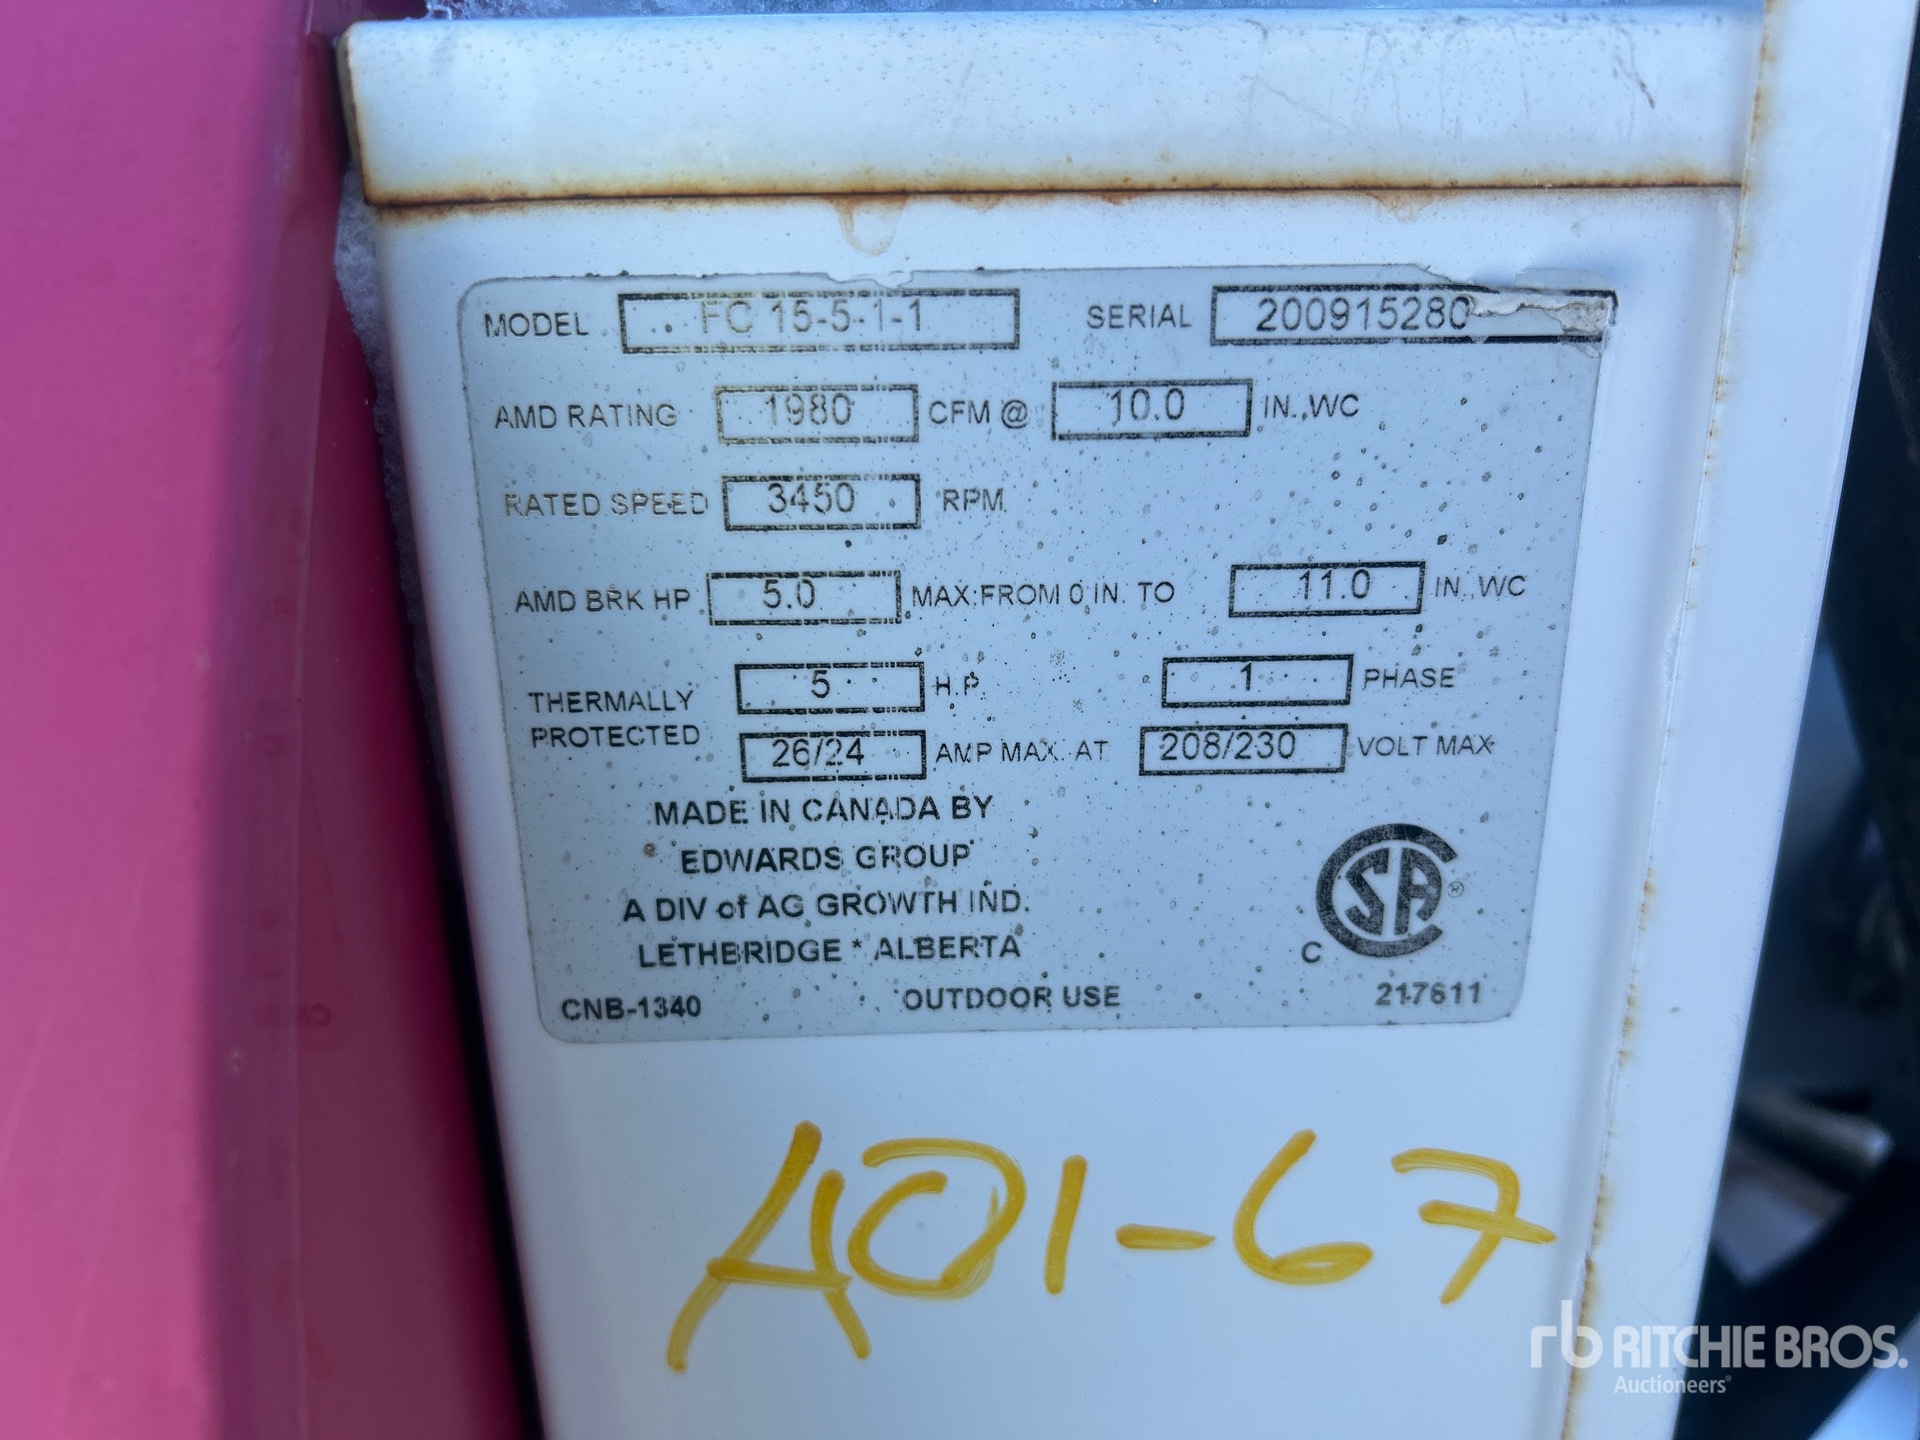 MODEL FC 15-5-1-1 SERIAL 200915280
AMD RATING 1980 CFM @ 10.0 IN. WC
RATED SPEED 3450 RPM
AMD BRK HP 5.0 MAX FROM 0 IN. TO 11.0 IN. WC
THERMALLY PROTECTED 5 H.P. 1 PHASE
26/24 AMP MAX. AT 208/230 VOLT MAX
MADE IN CANADA BY
EDWARDS GROUP
A DIV of AG GROWTH IND.
LETHBRIDGE * ALBERTA
C SA ®
CNB-1340 OUTDOOR USE 217611
A01-67
rb RITCHIE BROS.
Auctioneers®